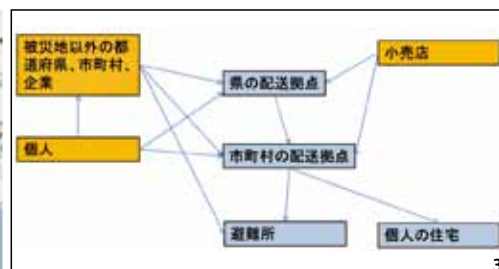 被災地以外の都
道府県、市町村、
企業
小売店
県の配送拠点
個人
市町村の配送拠点
避難所
個人の住宅